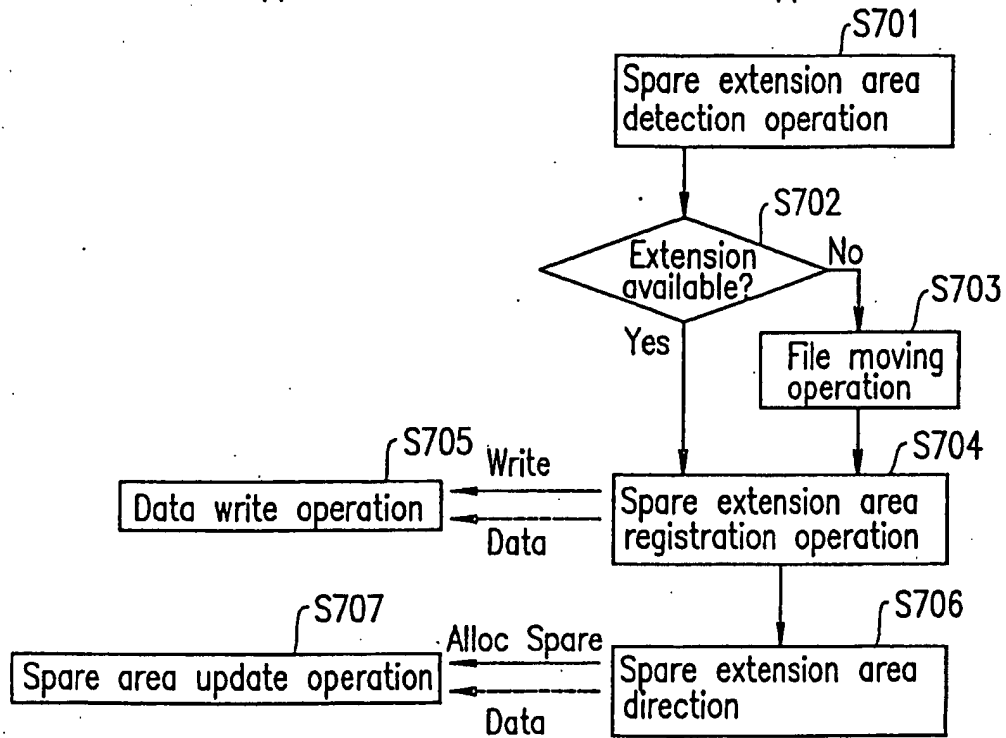 S701
Spare extension area
detection operation
S702
Extension
available?
No
Yes
S703
File moving
operation
S704
Spare extension area
registration operation
S705
Data write operation
Write
Data
S706
Spare extension area
direction
S707
Spare area update operation
Alloc Spare
Data